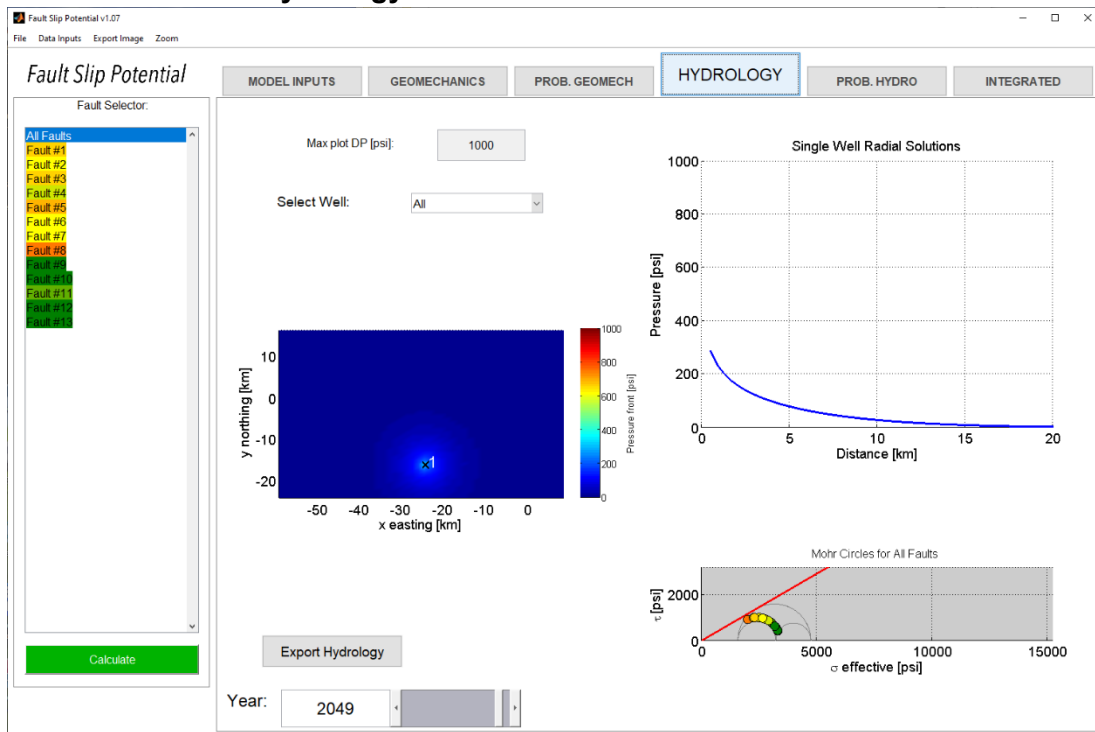 Fault Slip Potential v1.07
File Data Inputs Export Image Zoom
Fault Slip Potential
MODEL INPUTS
GEOMECHANICS
PROB. GEOMECH
HYDROLOGY
PROB. HYDRO
INTEGRATED
Fault Selector:
All Faults
Fault #1
Fault #2
Fault #3
Fault #4
Fault #5
Fault #6
Fault #7
Fault #8
Fault #9
Fault #10
Fault #11
Fault #12
Fault #13
Calculate
Max plot DP [psi]: 1000
Select Well: All
10
0
-10
-20
y northing [km]
1
-50 -40 -30 -20 -10 0
x easting [km]
1000
800
600
400
200
0
Pressure front [psi]
Export Hydrology
Year: 2049
Single Well Radial Solutions
1000
800
600
400
200
0
Pressure [psi]
0 5 10 15 20
Distance [km]
Mohr Circles for All Faults
2000
0
τ [psi]
0 5000 10000 15000
σ effective [psi]